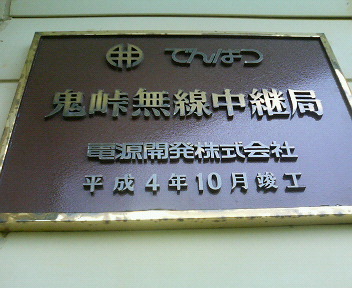 でんぱつ
鬼峠無線中継局
電源開発株式会社
平成4年10月竣工